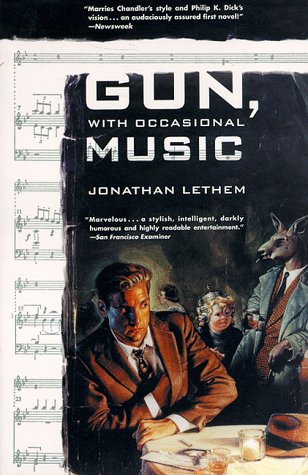 "Marries Chandler's style and Philip K. Dick's
vision... an audaciously assured first novel!"
—Newsweek
GUN,
WITH OCCASIONAL
MUSIC
JONATHAN LETHEM
"Marvelous... a stylish, intelligent, darkly
humorous and highly readable entertainment."
—San Francisco Examiner